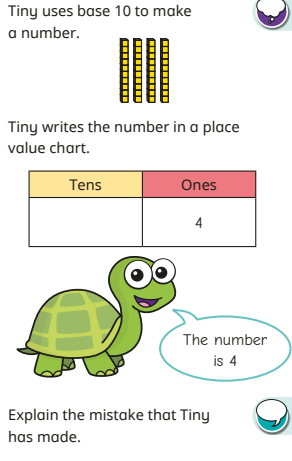 Tiny uses base 10 to make
a number.
Tiny writes the number in a place
value chart.
Tens Ones
4
The number
is 4
Explain the mistake that Tiny
has made.